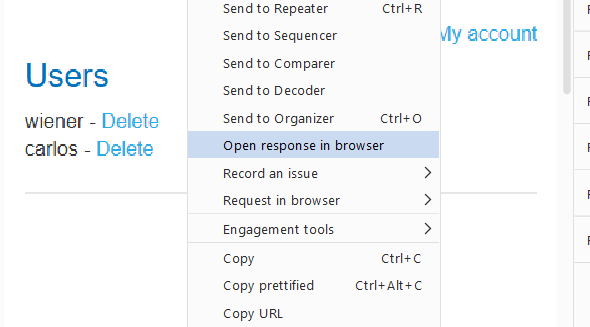 Send to Repeater Ctrl+R
Send to Sequencer
My account
Send to Comparer
Users
Send to Decoder
wiener - Delete
Send to Organizer Ctrl+O
carlos - Delete
Open response in browser
Record an issue
Request in browser
Engagement tools
Copy Ctrl+C
Copy prettified Ctrl+Alt+C
Copy URL